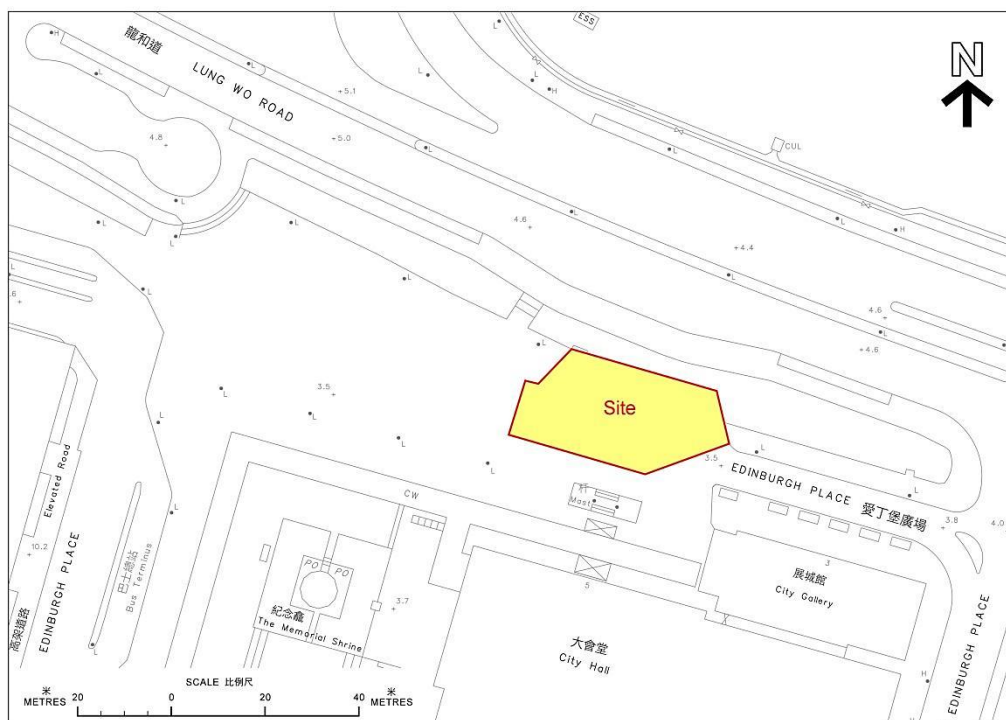 ESS
N
龍和道
LUNG WO ROAD
H
L
L
L
L
H
+5.1
+5.0
4.8
L
L
CUL
L
L
L
L
L
L
L
H
4.6
+4.4
L
L
L
L
4.6
L
+4.6
L
Site
3.5
L
L
L
L
L
L
3.5
EDINBURGH PLACE 愛丁堡廣場
L
3.8
4.0
CW
Mast
Elevated Road
10.2
高架道路
EDINBURGH PLACE
巴士總站
Bus Terminus
L
L
PO
PO
3.7
紀念龕
The Memorial Shrine
5
3
展城館
City Gallery
大會堂
City Hall
EDINBURGH PLACE
H
SCALE 比例尺
米
METRES
20
0
20
40
米
METRES